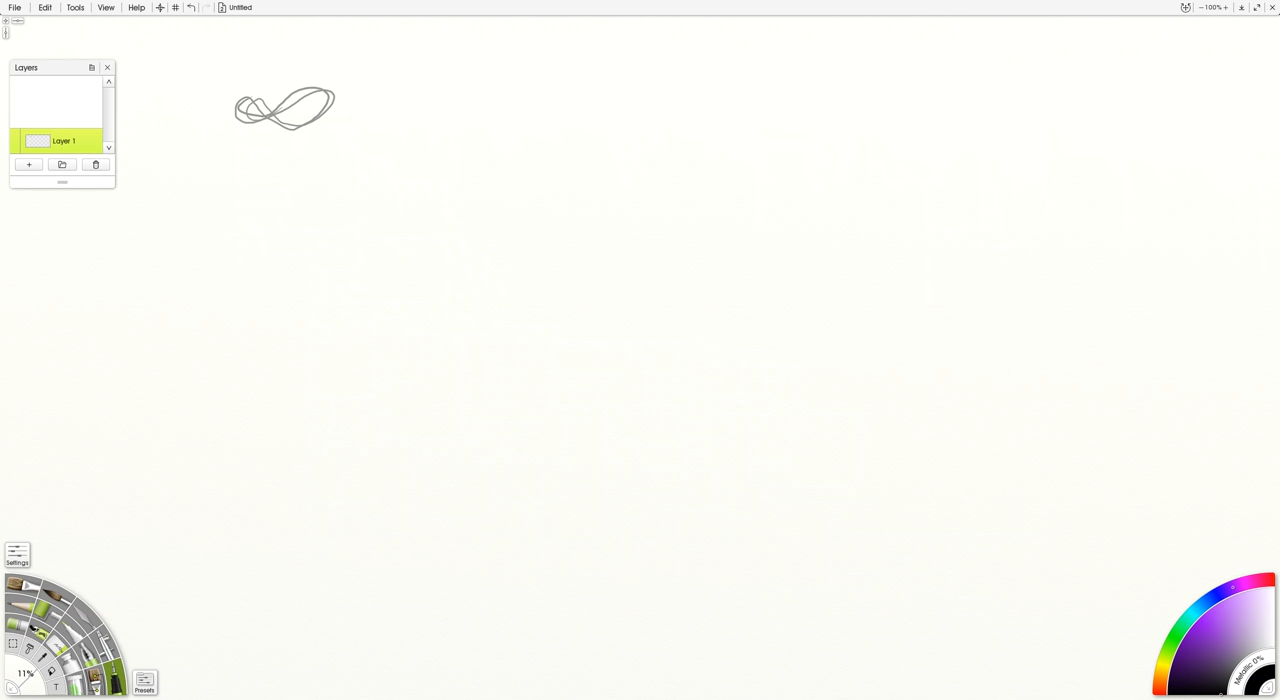 File Edit Tools View Help Untitled 100%
Layers
Layer 1
Settings
11%
T
Presets
Metallic 0%